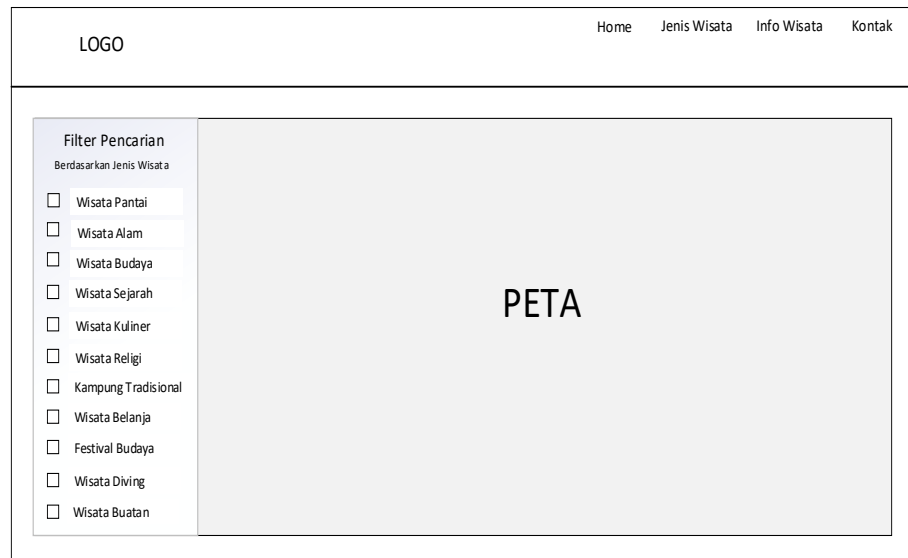 LOGO
Home Jenis Wisata Info Wisata Kontak
Filter Pencarian
Berdasarkan Jenis Wisata
Wisata Pantai
Wisata Alam
Wisata Budaya
Wisata Sejarah
Wisata Kuliner
Wisata Religi
Kampung Tradisional
Wisata Belanja
Festival Budaya
Wisata Diving
Wisata Buatan
PETA